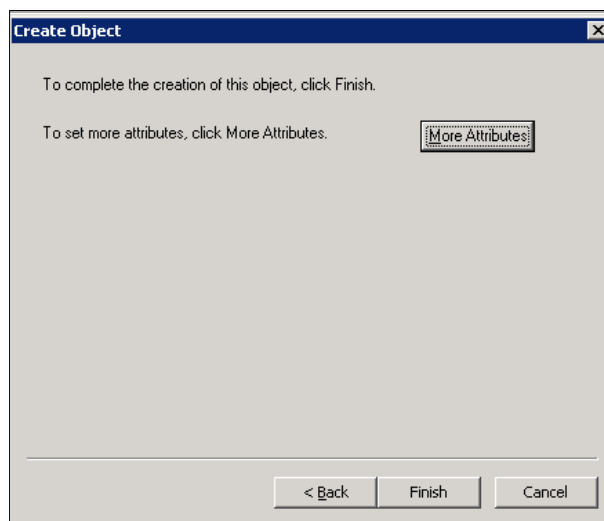 Create Object
To complete the creation of this object, click Finish.
To set more attributes, click More Attributes.
More Attributes
< Back
Finish
Cancel